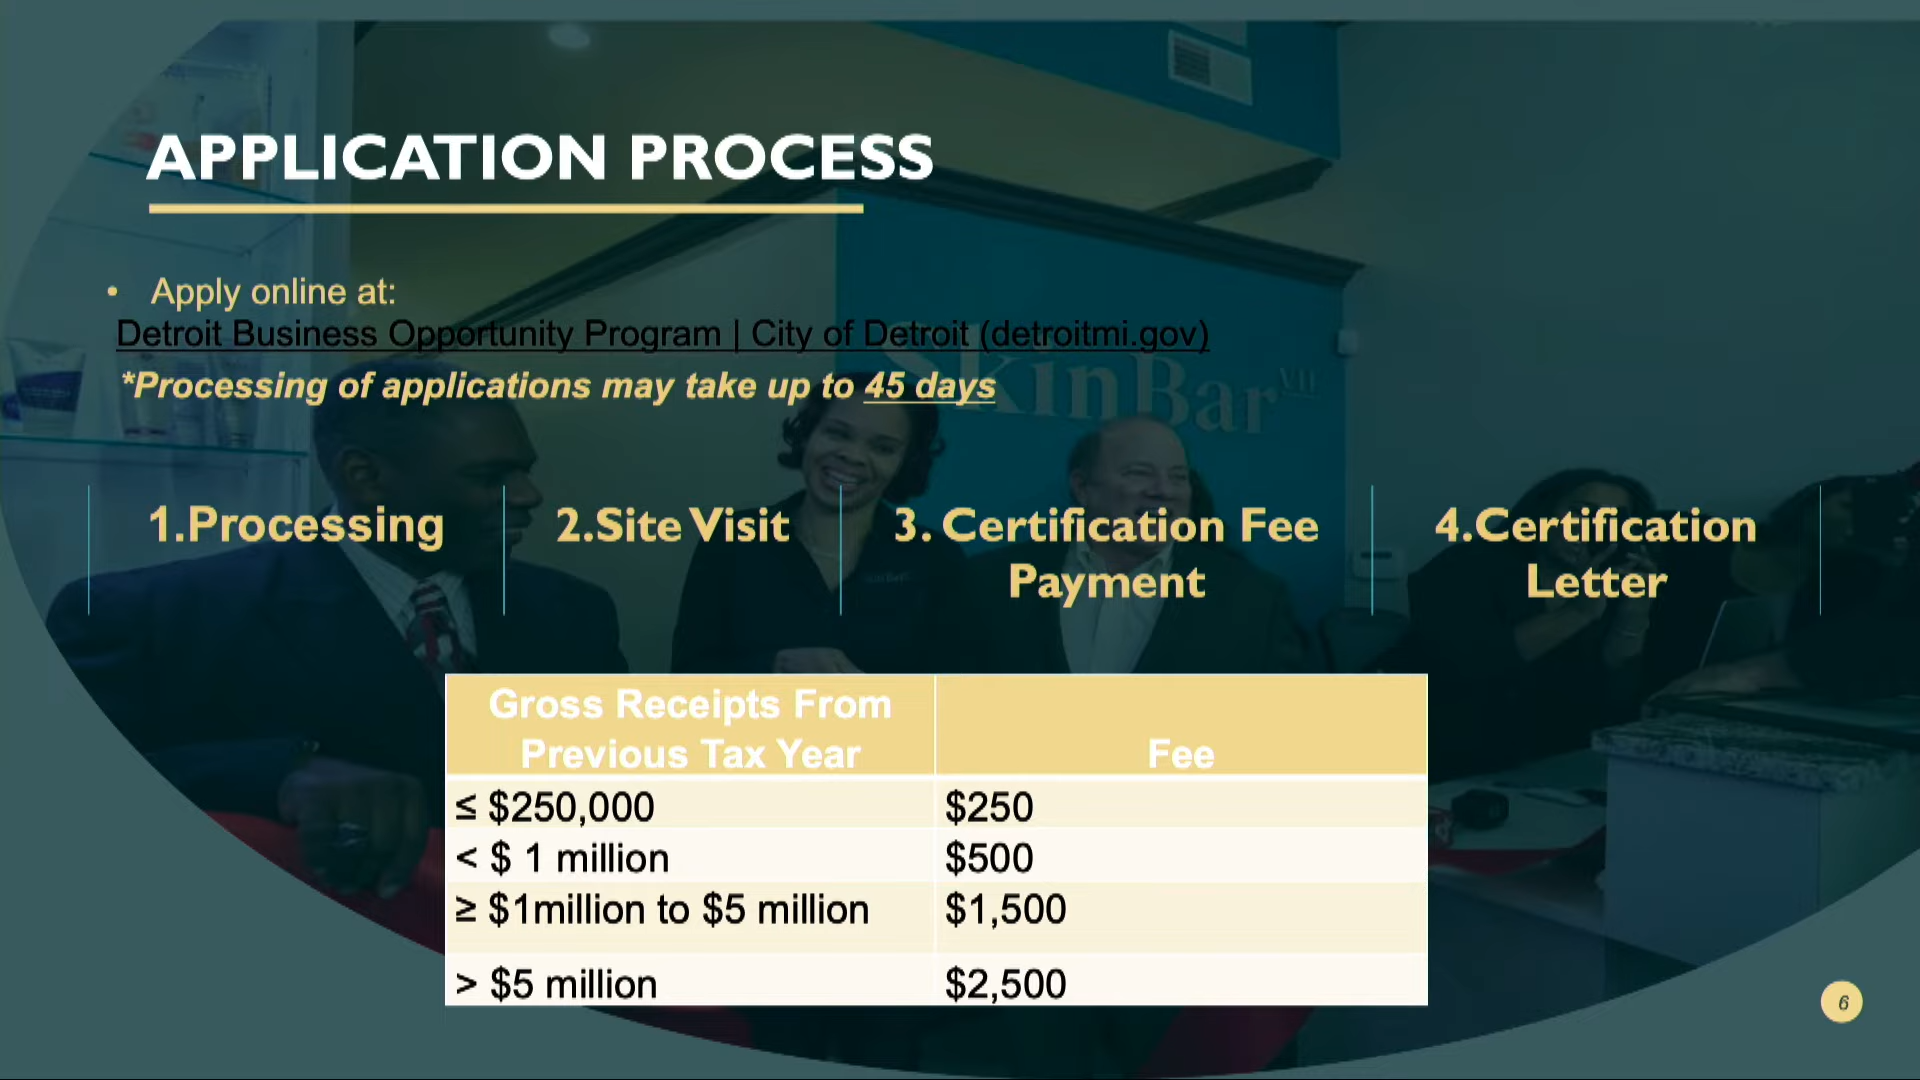 APPLICATION PROCESS
• Apply online at:
Detroit Business Opportunity Program | City of Detroit (detroitmi.gov)
*Processing of applications may take up to 45 days
SkinBar VII
1.Processing
2.Site Visit
3. Certification Fee
Payment
4.Certification
Letter
Gross Receipts From
Previous Tax Year
Fee
≤ $250,000
$250
< $ 1 million
$500
≥ $1million to $5 million
$1,500
> $5 million
$2,500
6